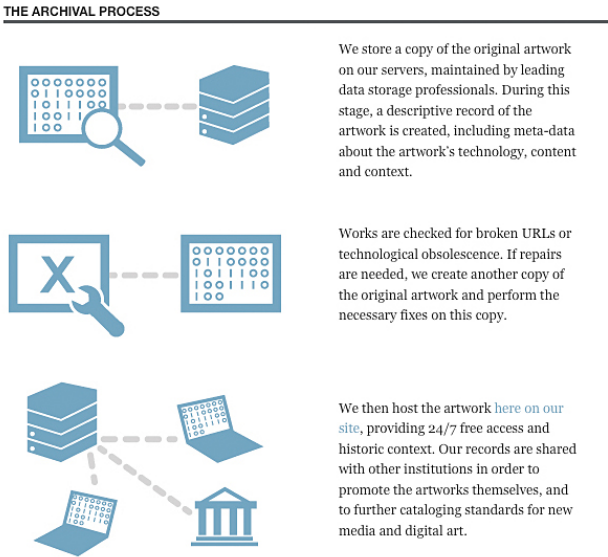 THE ARCHIVAL PROCESS
We store a copy of the original artwork
on our servers, maintained by leading
data storage professionals. During this
stage, a descriptive record of the
artwork is created, including meta-data
about the artwork's technology, content
and context.
X
Works are checked for broken URLs or
technological obsolescence. If repairs
are needed, we create another copy of
the original artwork and perform the
necessary fixes on this copy.
We then host the artwork here on our
site, providing 24/7 free access and
historic context. Our records are shared
with other institutions in order to
promote the artworks themselves, and
to further cataloging standards for new
media and digital art.